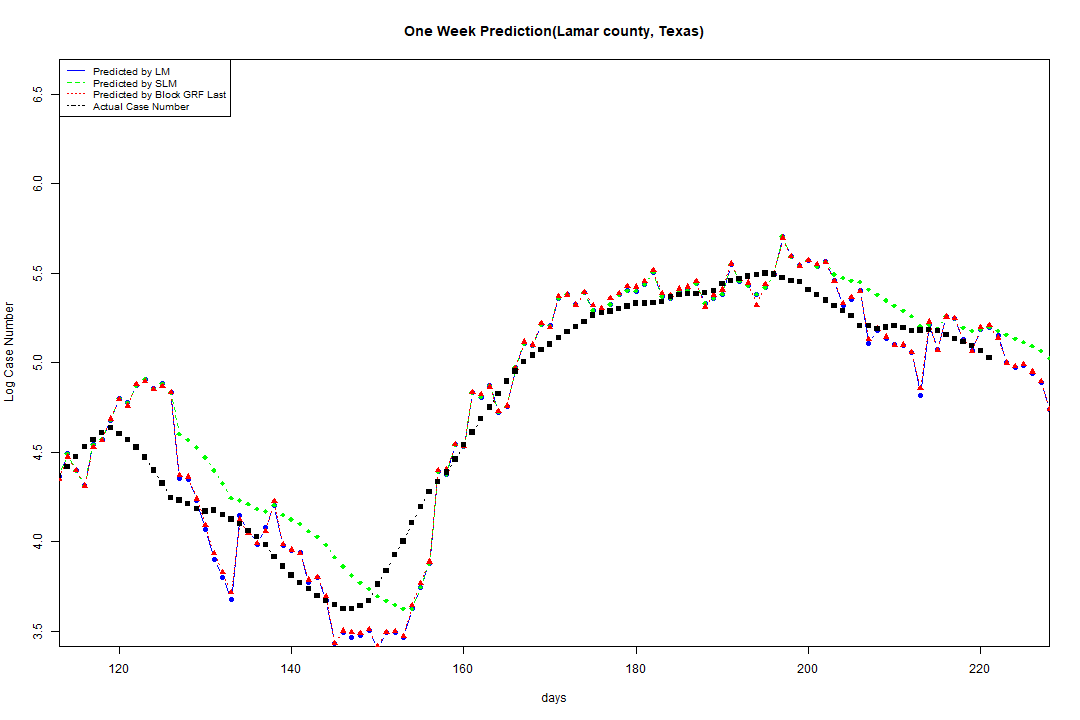 One Week Prediction(Lamar county, Texas)
Predicted by LM
Predicted by SLM
Predicted by Block GRF Last
Actual Case Number
Log Case Number
6.5
6.0
5.5
5.0
4.5
4.0
3.5
120 140 160 180 200 220
days